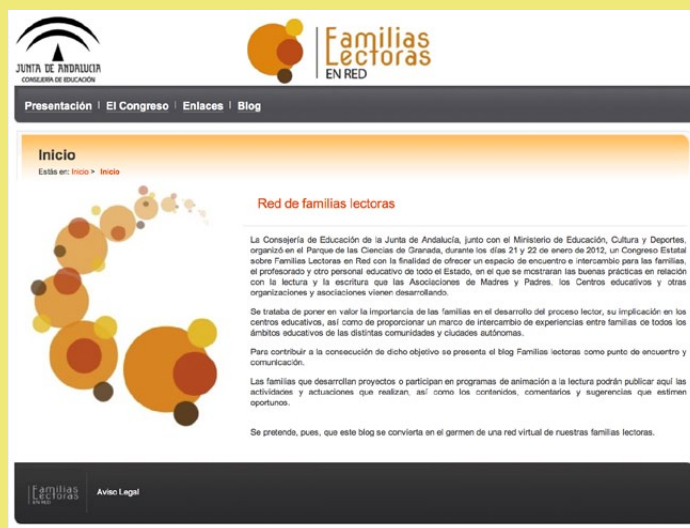 JUNTA DE ANDALUCIA
CONSEJERÍA DE EDUCACIÓN
Familias
Lectoras
EN RED
Presentación | El Congreso | Enlaces | Blog
Inicio
Estás en: Inicio > Inicio
Red de familias lectoras
La Consejería de Educación de la Junta de Andalucía, junto con el Ministerio de Educación, Cultura y Deportes,
organizó en el Parque de las Ciencias de Granada, durante los días 21 y 22 de enero de 2012, un Congreso Estatal
sobre Familias Lectoras en Red con la finalidad de ofrecer un espacio de encuentro e intercambio para las familias,
el profesorado y otro personal educativo de todo el Estado, en el que se mostraran las buenas prácticas en relación
con la lectura y la escritura que las Asociaciones de Madres y Padres, los Centros educativos y otras
organizaciones y asociaciones vienen desarrollando.
Se trataba de poner en valor la importancia de las familias en el desarrollo del proceso lector, su implicación en los
centros educativos, así como de proporcionar un marco de intercambio de experiencias entre familias de todos los
ámbitos educativos de las distintas comunidades y ciudades autónomas.
Para contribuir a la consecución de dicho objetivo se presenta el blog Familias lectoras como punto de encuentro y
comunicación.
Las familias que desarrollan proyectos o participan en programas de animación a la lectura podrán publicar aquí las
actividades y actuaciones que realizan, así como los contenidos, comentarios y sugerencias que estimen
oportunos.
Se pretende, pues, que este blog se convierta en el germen de una red virtual de nuestras familias lectoras.
Familias
Lectoras
EN RED
Aviso Legal